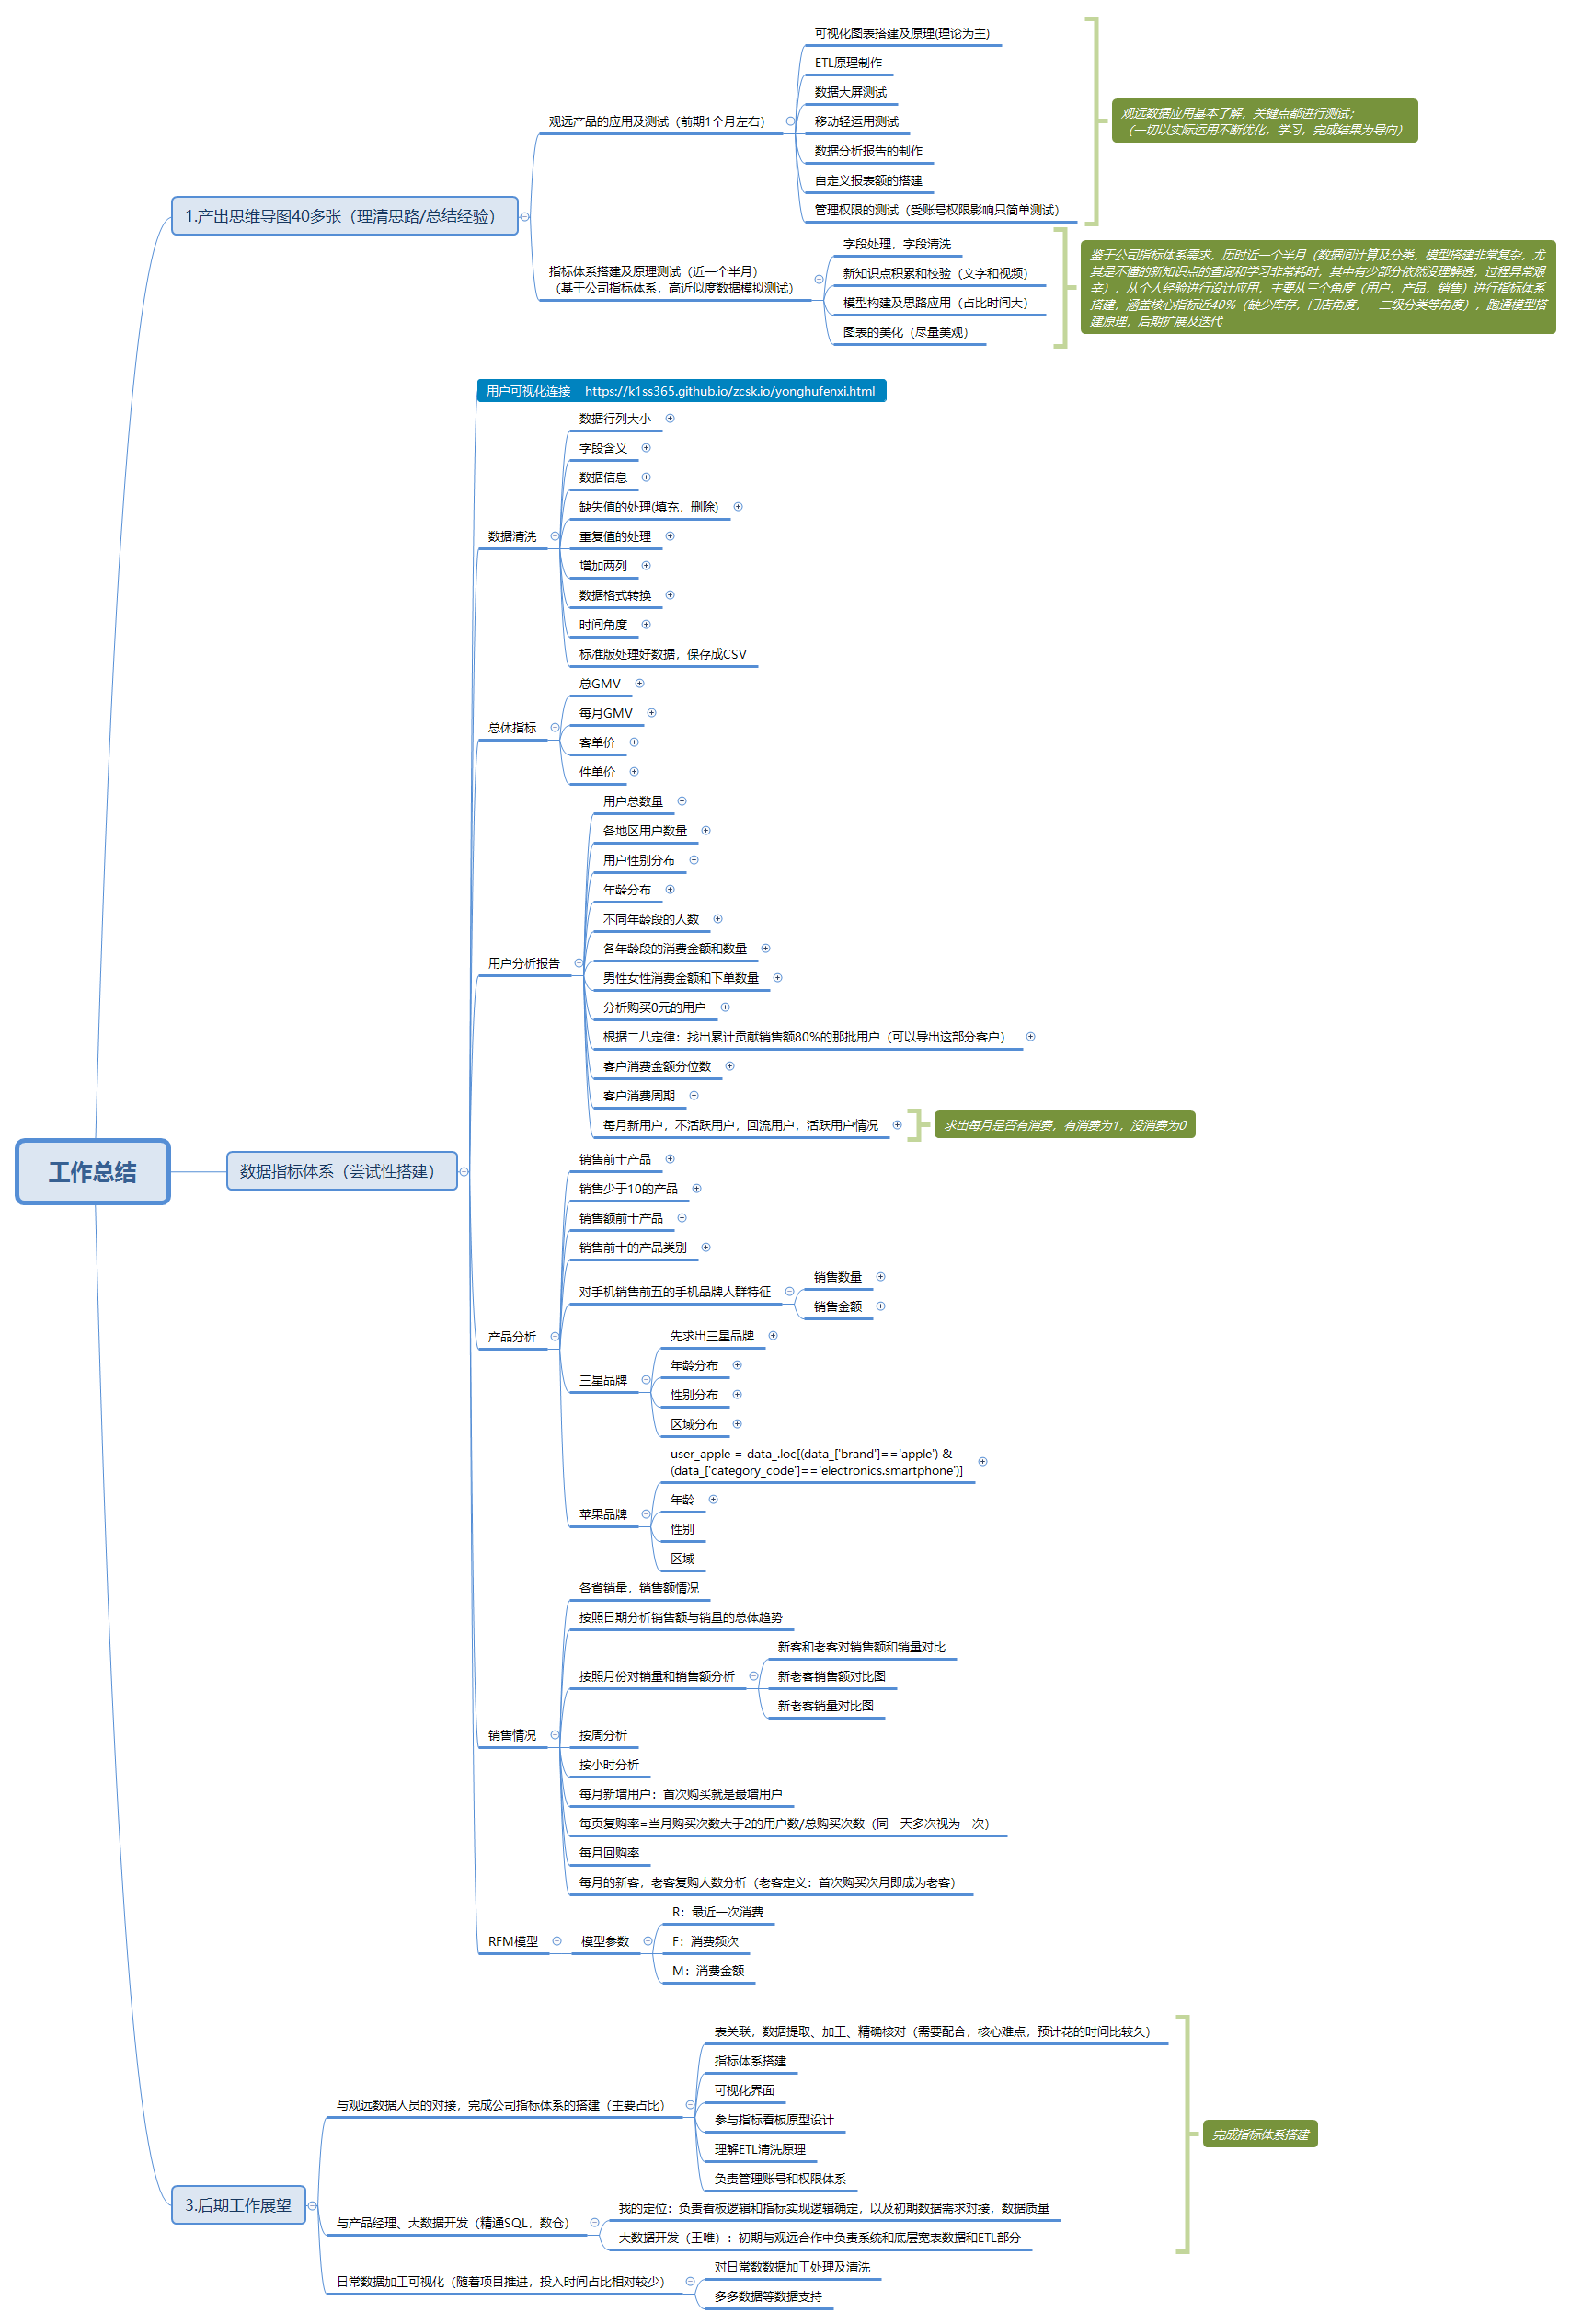 工作总结
1.产出思维导图40多张（理清思路/总结经验）
观远产品的应用及测试（前期1个月左右）
可视化图表搭建及原理(理论为主)
ETL原理制作
数据大屏测试
移动轻运用测试
数据分析报告的制作
自定义报表额的搭建
管理权限的测试（受账号权限影响只简单测试）
观远数据应用基本了解，关键点都进行测试；
（一切以实际运用不断优化，学习，完成结果为导向）
指标体系搭建及原理测试（近一个半月）
（基于公司指标体系，高近似度数据模拟测试）
字段处理，字段清洗
新知识点积累和校验（文字和视频）
模型构建及思路应用（占比时间大）
图表的美化（尽量美观）
鉴于公司指标体系需求，历时近一个半月（数据间计算及分类，模型搭建非常复杂，尤
其是不懂的新知识点的查询和学习非常耗时，其中有少部分依然没理解透，过程异常艰
辛），从个人经验进行设计应用，主要从三个角度（用户，产品，销售）进行指标体系
搭建，涵盖核心指标近40%（缺少库存，门店角度，一二级分类等角度），跑通模型搭
建原理，后期扩展及迭代
数据指标体系（尝试性搭建）
用户可视化连接 https://k1ss365.github.io/zcsk.io/yonghufenxi.html
数据清洗
数据行列大小
字段含义
数据信息
缺失值的处理(填充，删除)
重复值的处理
增加两列
数据格式转换
时间角度
标准版处理好数据，保存成CSV
总体指标
总GMV
每月GMV
客单价
件单价
用户分析报告
用户总数量
各地区用户数量
用户性别分布
年龄分布
不同年龄段的人数
各年龄段的消费金额和数量
男性女性消费金额和下单数量
分析购买0元的用户
根据二八定律：找出累计贡献销售额80%的那批用户（可以导出这部分客户）
客户消费金额分位数
客户消费周期
每月新用户，不活跃用户，回流用户，活跃用户情况
求出每月是否有消费，有消费为1，没消费为0
产品分析
销售前十产品
销售少于10的产品
销售额前十产品
销售前十的产品类别
对手机销售前五的手机品牌人群特征
销售数量
销售金额
三星品牌
先求出三星品牌
年龄分布
性别分布
区域分布
苹果品牌
user_apple = data_.loc[(data_['brand']=='apple') &
(data_['category_code']=='electronics.smartphone')]
年龄
性别
区域
销售情况
各省销量，销售额情况
按照日期分析销售额与销量的总体趋势
按照月份对销量和销售额分析
新客和老客对销售额和销量对比
新老客销售额对比图
新老客销量对比图
按周分析
按小时分析
每月新增用户：首次购买就是最增用户
每页复购率=当月购买次数大于2的用户数/总购买次数（同一天多次视为一次）
每月回购率
每月的新客，老客复购人数分析（老客定义：首次购买次月即成为老客）
RFM模型
模型参数
R：最近一次消费
F：消费频次
M：消费金额
3.后期工作展望
与观远数据人员的对接，完成公司指标体系的搭建（主要占比）
表关联，数据提取、加工、精确核对（需要配合，核心难点，预计花的时间比较久）
指标体系搭建
可视化界面
参与指标看板原型设计
理解ETL清洗原理
负责管理账号和权限体系
与产品经理、大数据开发（精通SQL，数仓）
我的定位：负责看板逻辑和指标实现逻辑确定，以及初期数据需求对接，数据质量
大数据开发（王唯）：初期与观远合作中负责系统和底层宽表数据和ETL部分
完成指标体系搭建
日常数据加工可视化（随着项目推进，投入时间占比相对较少）
对日常数数据加工处理及清洗
多多数据等数据支持